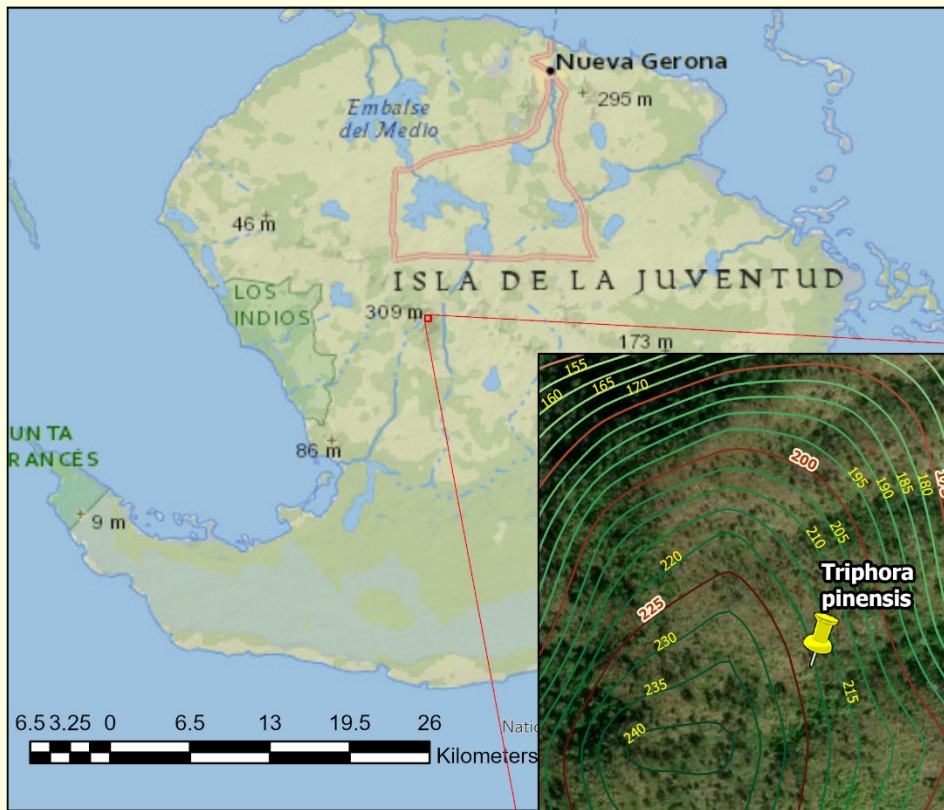 Nueva Gerona
295 m
Embalse
del Medio
46 m
ISLA DE LA JUVENTUD
LOS
INDIOS
309 m
173 m
UNTA
RANCÉS
86 m
9 m
6.5 3.25 0 6.5 13 19.5 26
Kilometers
Natio
155
160
165
170
200
195
190
185
180
205
210
220
Triphora
pinensis
225
230
215
235
240